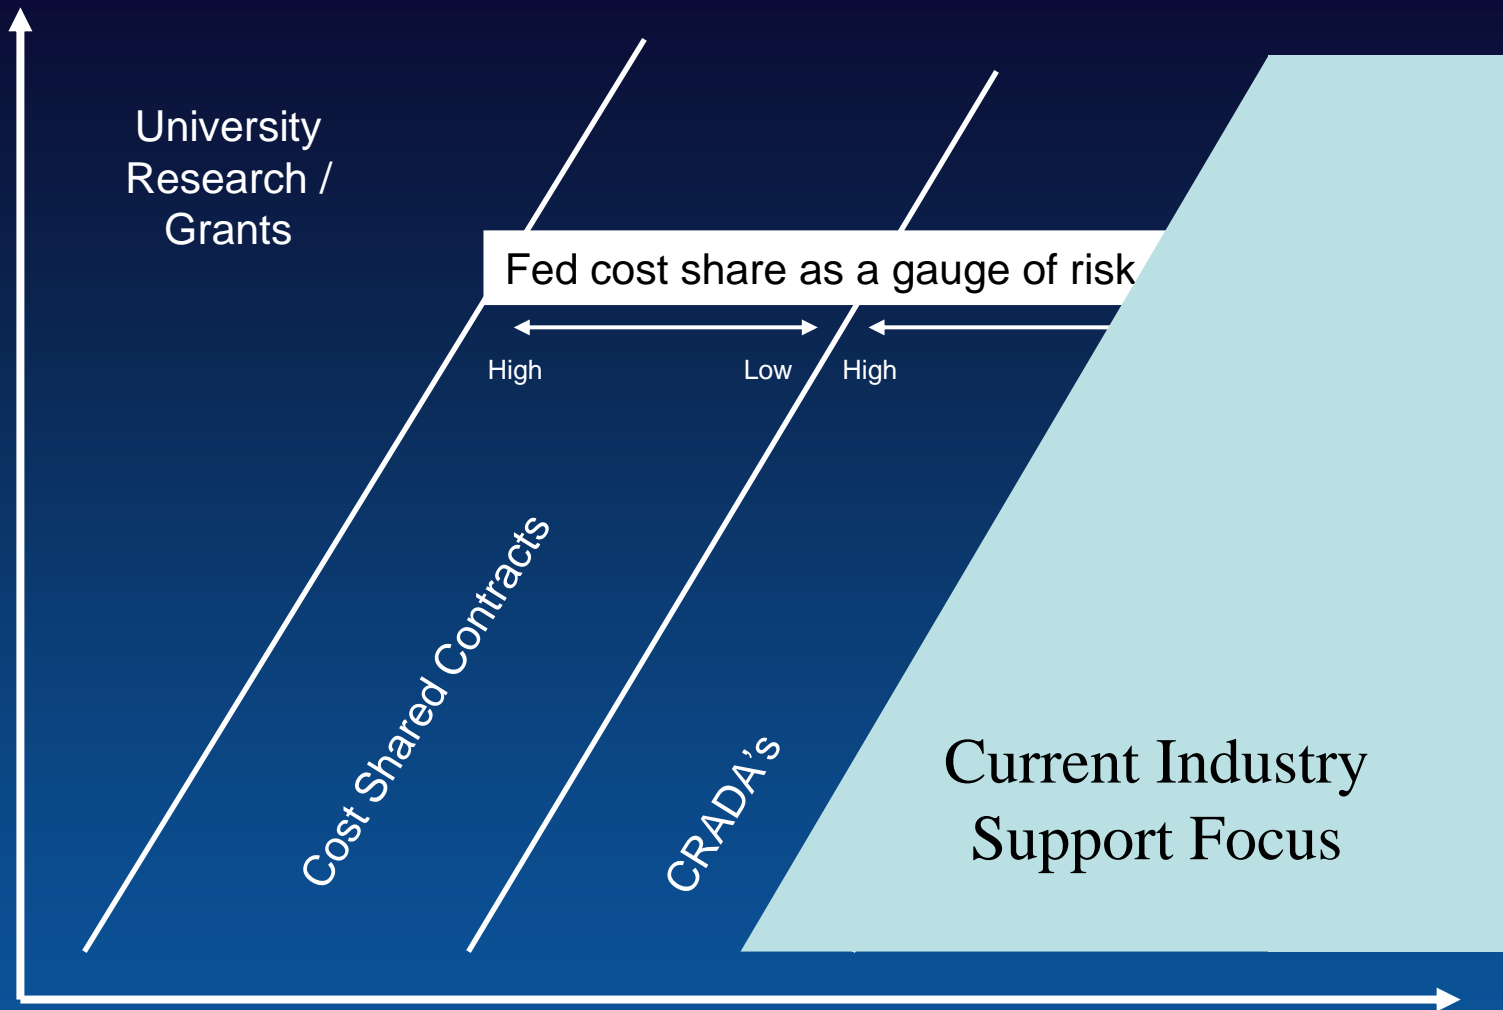 University
Research /
Grants
Fed cost share as a gauge of risk
High
Low
High
Cost Shared Contracts
CRADA's
Current Industry
Support Focus